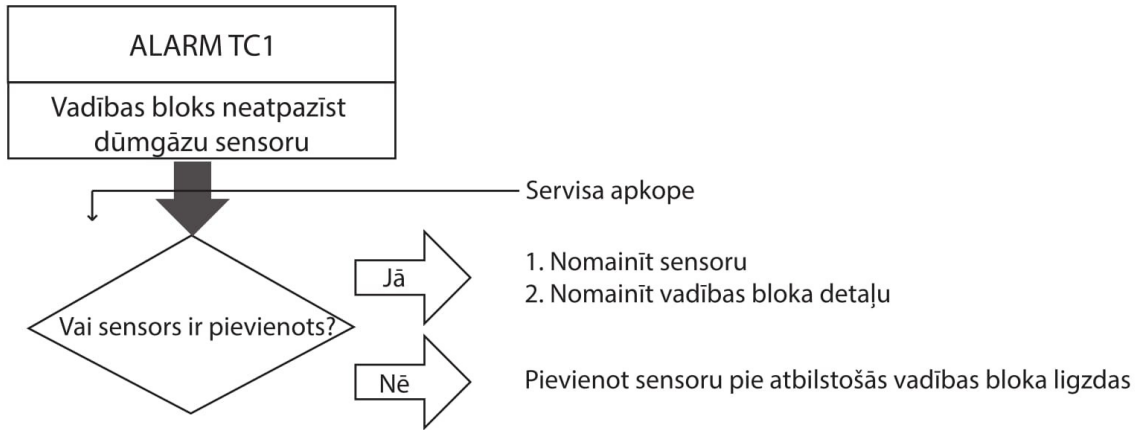 ALARM TC1
Vadības bloks neatpazīst
dūmgāzu sensoru
Servisa apkope
Vai sensors ir pievienots?
Jā
1. Nomainīt sensoru
2. Nomainīt vadības bloka detaļu
Nē
Pievienot sensoru pie atbilstošās vadības bloka ligzdas